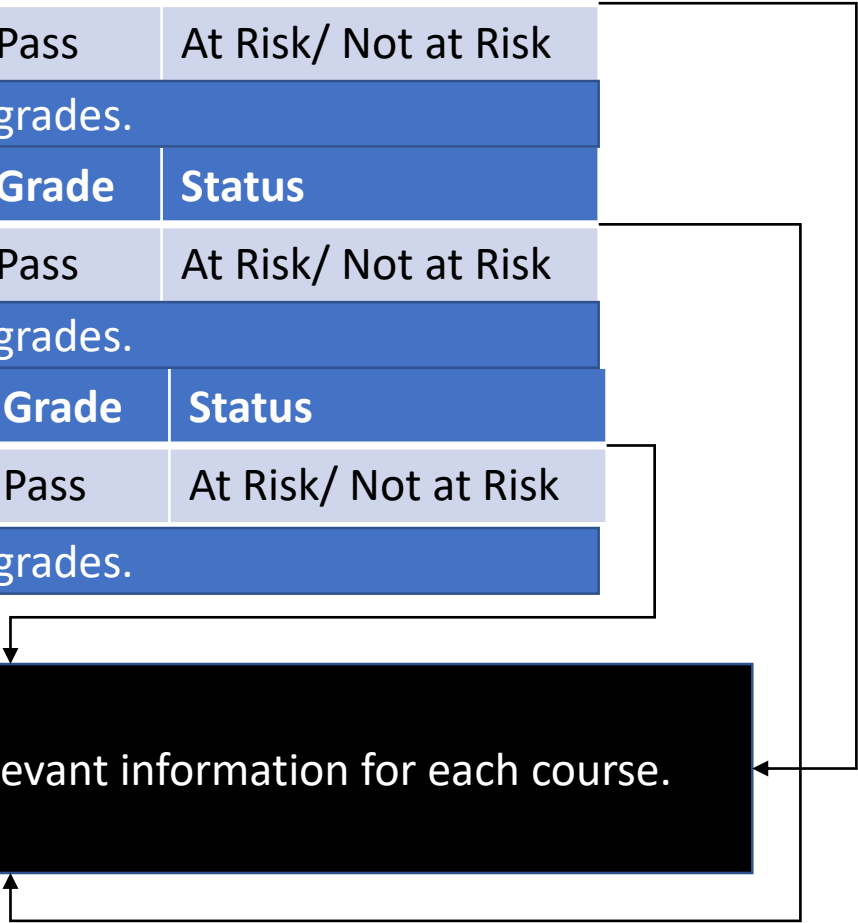 Pass At Risk/ Not at Risk
grades.
Grade Status
Pass At Risk/ Not at Risk
grades.
Grade Status
Pass At Risk/ Not at Risk
grades.
evant information for each course.